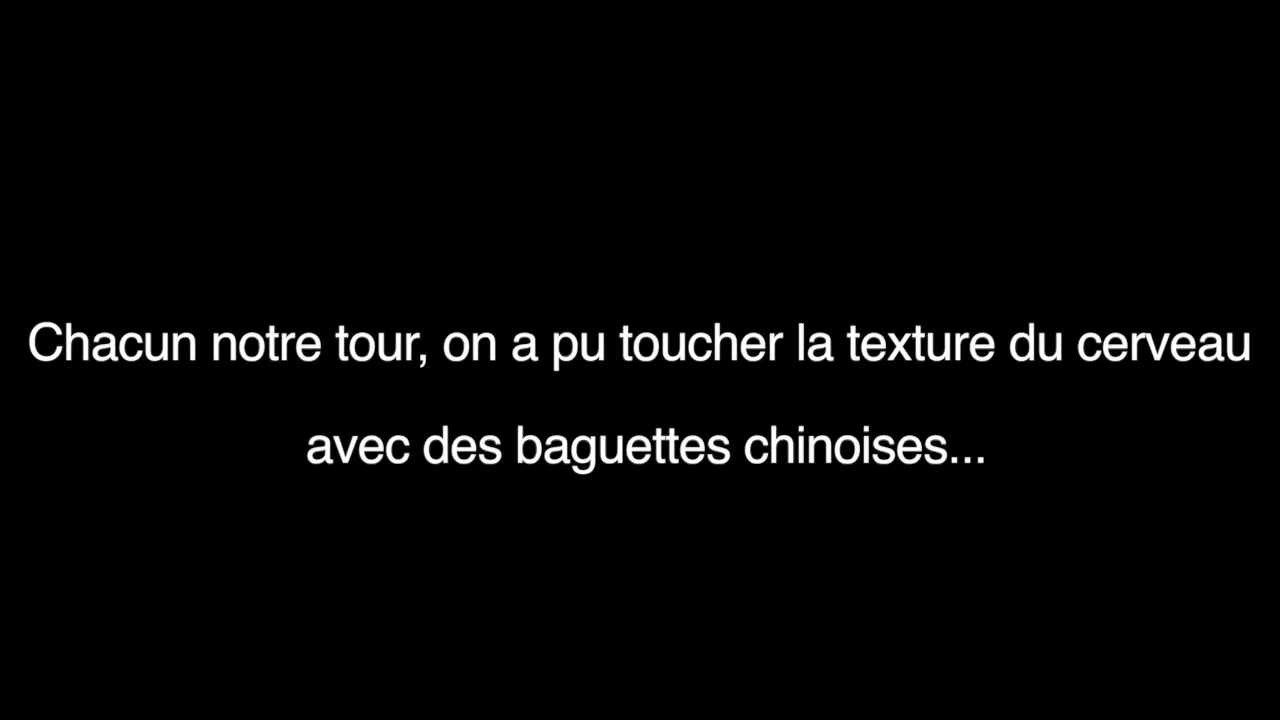 Chacun notre tour, on a pu toucher la texture du cerveau
avec des baguettes chinoises...